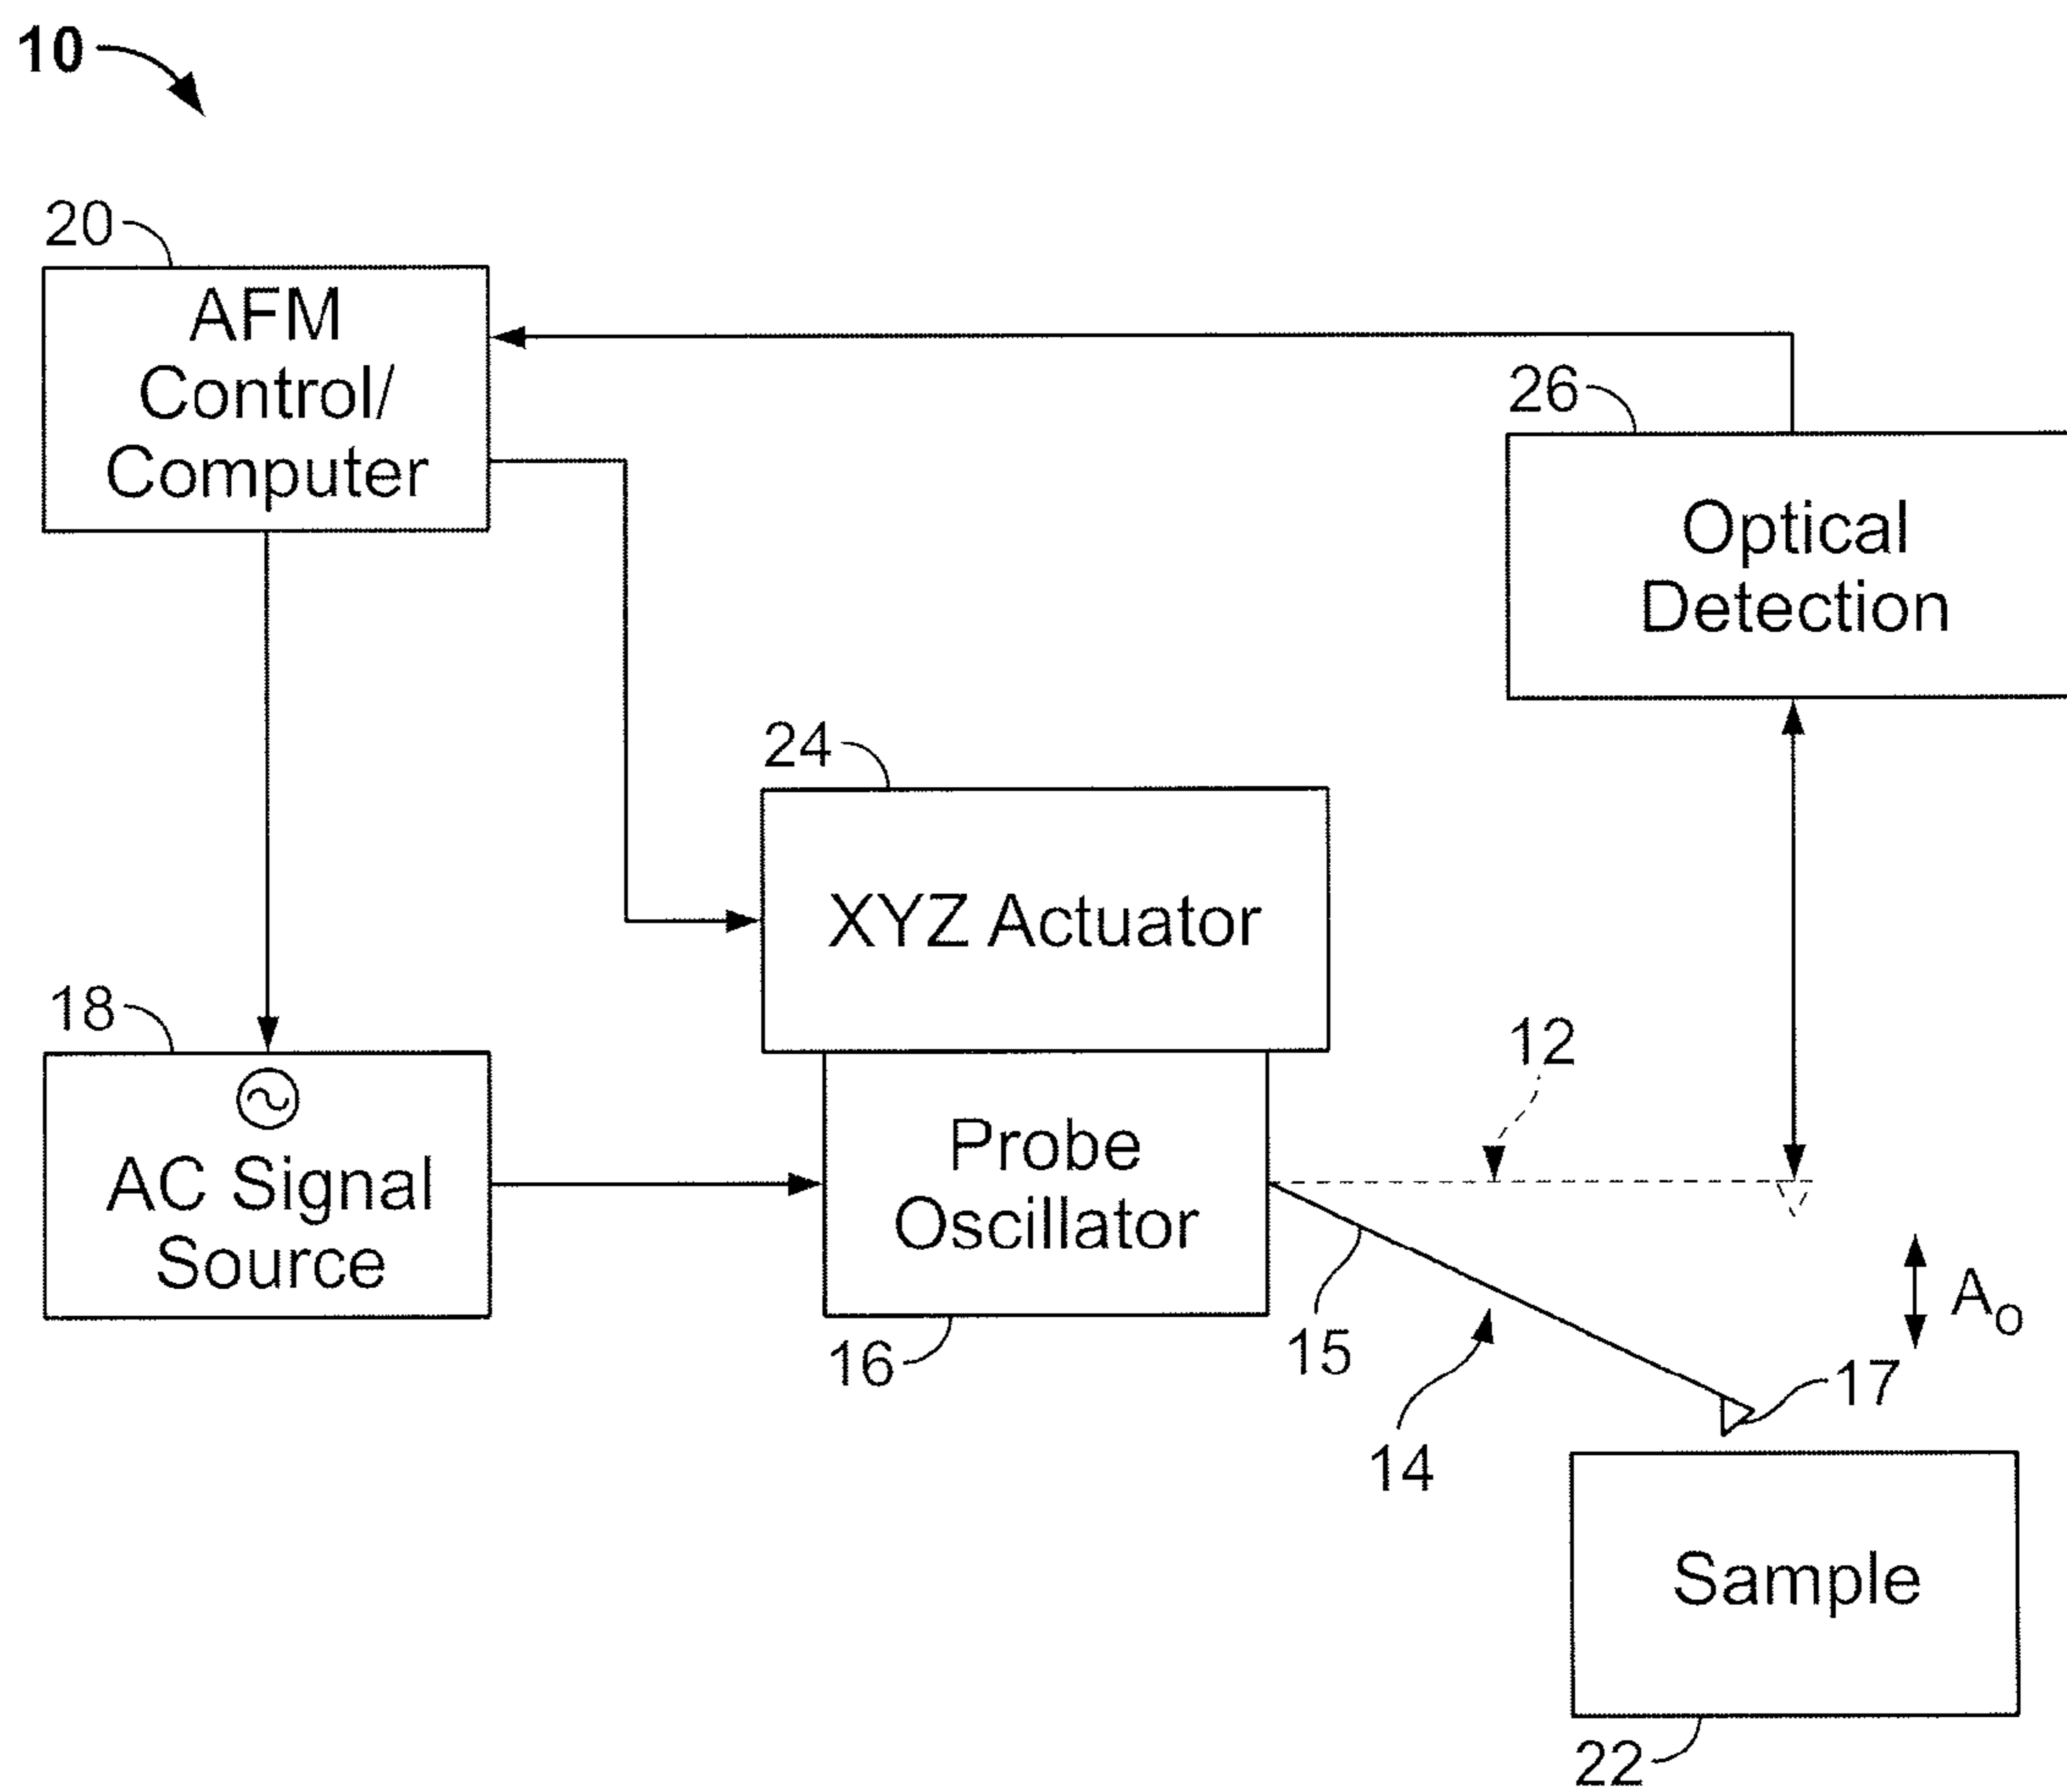 10
20
AFM
Control/
Computer
26
Optical
Detection
24
XYZ Actuator
18
AC Signal
Source
12
Probe
Oscillator
16
15
14
A₀
17
Sample
22